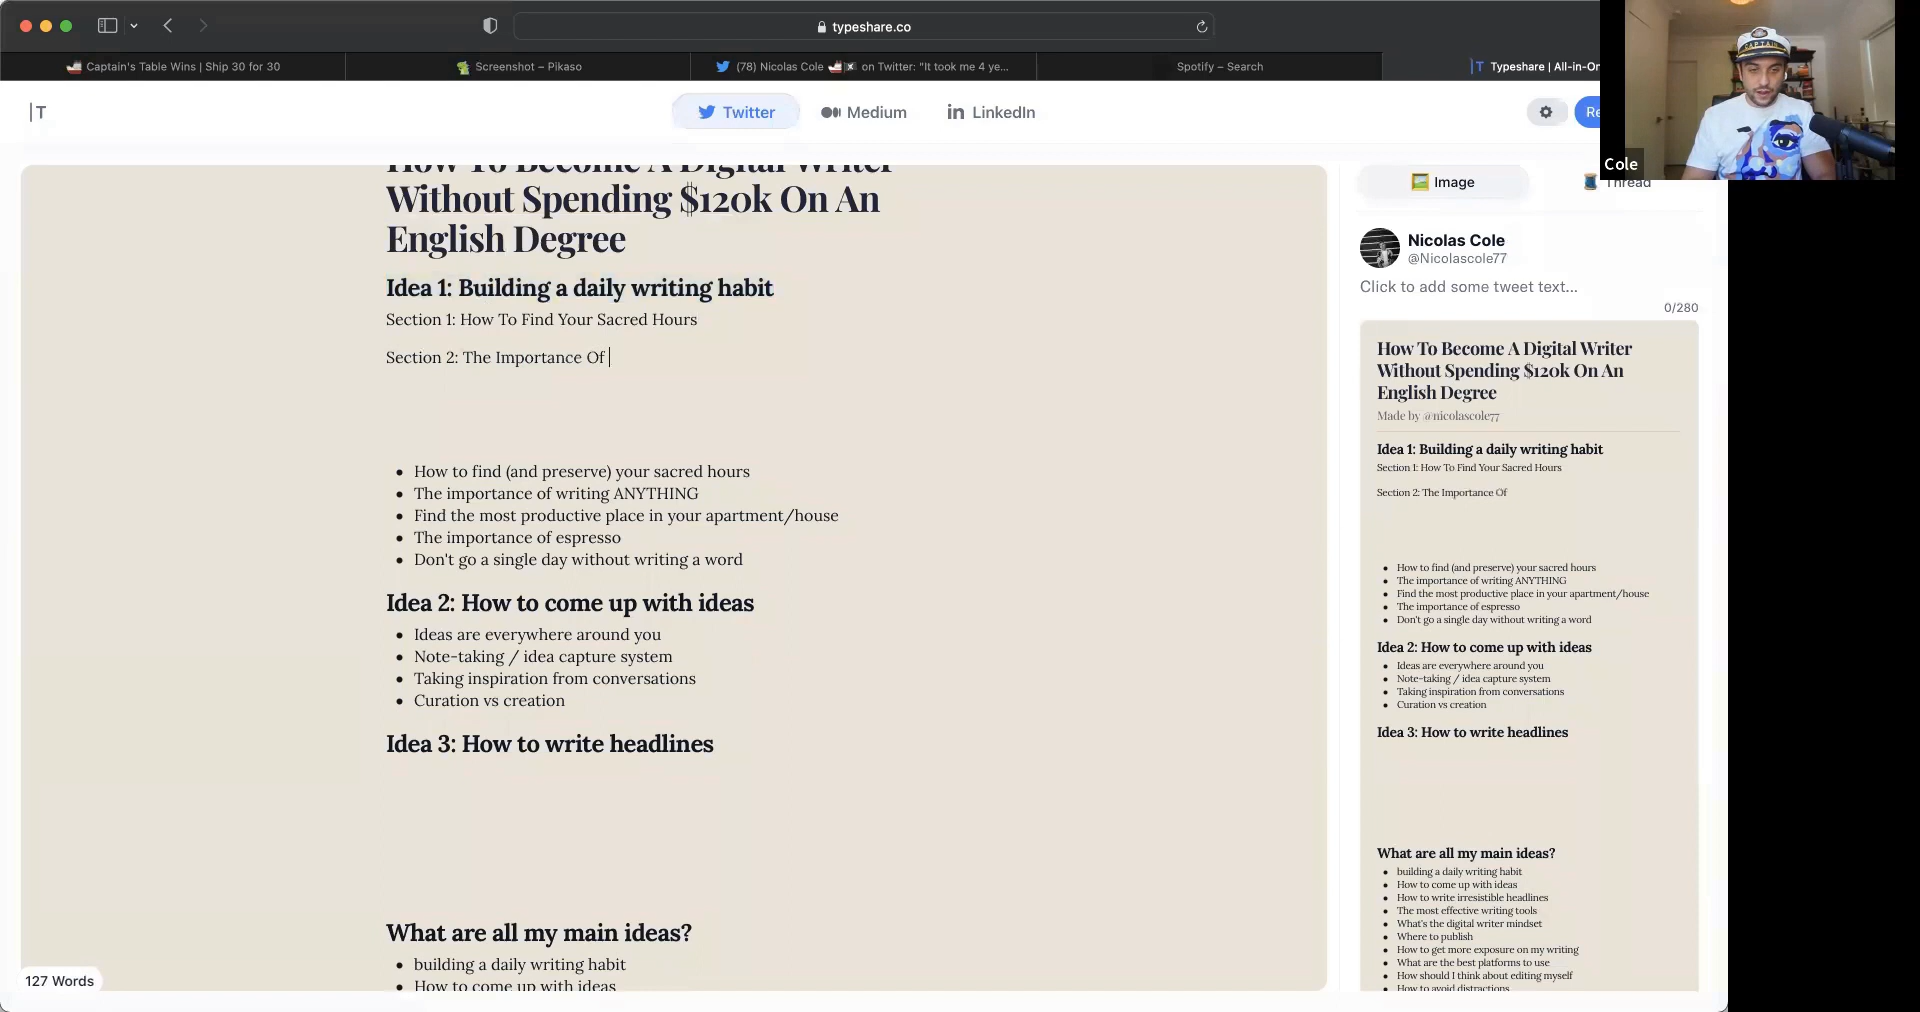 typeshare.co
Captain's Table Wins | Ship 30 for 30
Screenshot – Pikaso
(78) Nicolas Cole on Twitter: "It took me 4 ye...
Spotify – Search
Typeshare | All-in-On
T
Twitter
Medium
LinkedIn
Re
CAPTAIN
Cole
How To Become A Digital Writer
Without Spending $120k On An
English Degree
Idea 1: Building a daily writing habit
Section 1: How To Find Your Sacred Hours
Section 2: The Importance Of
How to find (and preserve) your sacred hours
The importance of writing ANYTHING
Find the most productive place in your apartment/house
The importance of espresso
Don't go a single day without writing a word
Idea 2: How to come up with ideas
Ideas are everywhere around you
Note-taking / idea capture system
Taking inspiration from conversations
Curation vs creation
Idea 3: How to write headlines
What are all my main ideas?
building a daily writing habit
How to come up with ideas
127 Words
Image
Thread
Nicolas Cole
@Nicolascole77
Click to add some tweet text...
0/280
How To Become A Digital Writer
Without Spending $120k On An
English Degree
Made by @nicolascole77
Idea 1: Building a daily writing habit
Section 1: How To Find Your Sacred Hours
Section 2: The Importance Of
How to find (and preserve) your sacred hours
The importance of writing ANYTHING
Find the most productive place in your apartment/house
The importance of espresso
Don't go a single day without writing a word
Idea 2: How to come up with ideas
Ideas are everywhere around you
Note-taking / idea capture system
Taking inspiration from conversations
Curation vs creation
Idea 3: How to write headlines
What are all my main ideas?
building a daily writing habit
How to come up with ideas
How to write irresistible headlines
The most effective writing tools
What's the digital writer mindset
Where to publish
How to get more exposure on my writing
What are the best platforms to use
How should I think about editing myself
How to avoid distractions